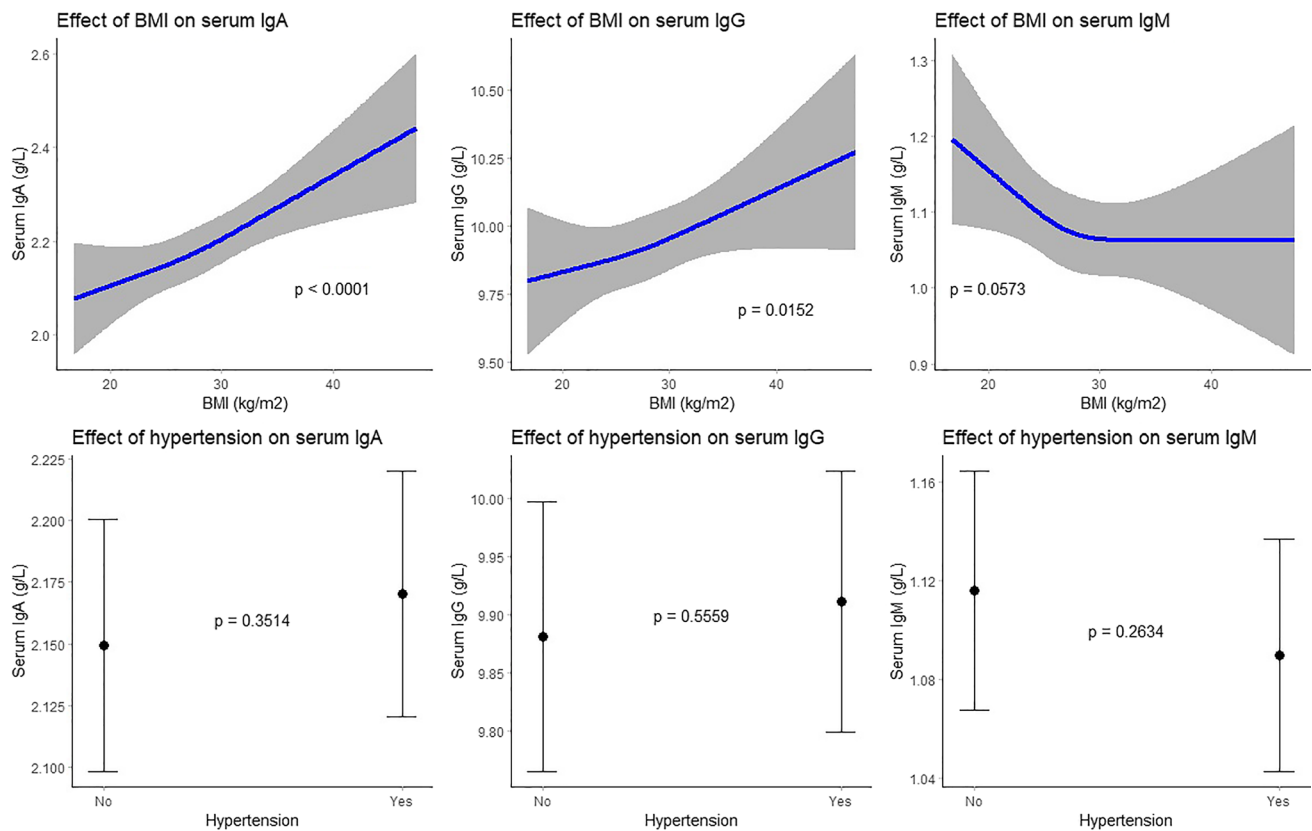 Effect of BMI on serum IgA
Serum IgA (g/L)
2.6
2.4
2.2
2.0
p < 0.0001
20
30
40
BMI (kg/m2)
Effect of BMI on serum IgG
Serum IgG (g/L)
10.50
10.25
10.00
9.75
9.50
p = 0.0152
20
30
40
BMI (kg/m2)
Effect of BMI on serum IgM
Serum IgM (g/L)
1.3
1.2
1.1
1.0
0.9
p = 0.0573
20
30
40
BMI (kg/m2)
Effect of hypertension on serum IgA
Serum IgA (g/L)
2.225
2.200
2.175
2.150
2.125
2.100
p = 0.3514
No
Yes
Hypertension
Effect of hypertension on serum IgG
Serum IgG (g/L)
10.00
9.95
9.90
9.85
9.80
p = 0.5559
No
Yes
Hypertension
Effect of hypertension on serum IgM
Serum IgM (g/L)
1.16
1.12
1.08
1.04
p = 0.2634
No
Yes
Hypertension